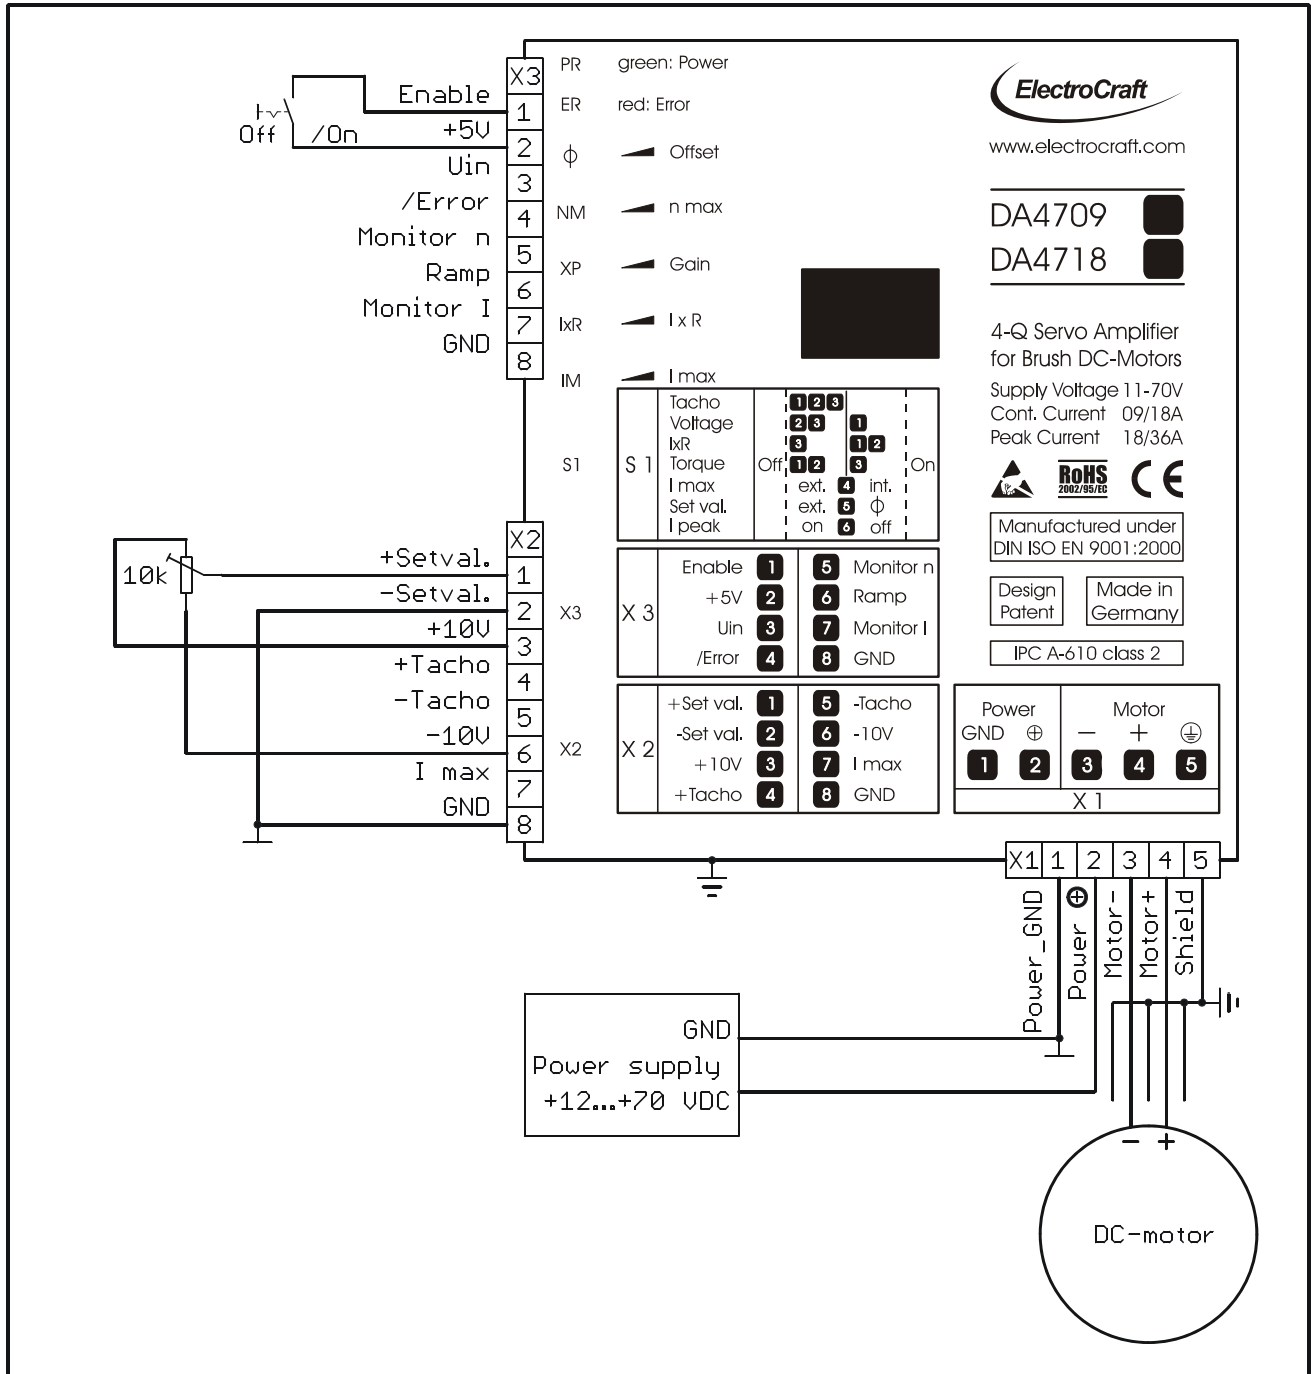 X3
Enable
1
+5V
2
Off /On
Uin
3
/Error
4
Monitor n
5
Ramp
6
Monitor I
7
GND
8
PR green: Power
ER red: Error
ϕ Offset
NM n max
XP Gain
IxR I x R
IM I max
S1
ElectroCraft
www.electrocraft.com
DA4709
DA4718
4-Q Servo Amplifier
for Brush DC-Motors
Supply Voltage 11-70V
Cont. Current 09/18A
Peak Current 18/36A
RoHS
2002/95/EC
CE
Manufactured under
DIN ISO EN 9001:2000
Design
Patent
Made in
Germany
IPC A-610 class 2
S 1
Tacho 1 2 3
Voltage 2 3 1
IxR 3 1 2
Torque Off 1 2 3 On
I max ext. 4 int.
Set val. ext. 5 ϕ
I peak on 6 off
X3
X 3
Enable 1 5 Monitor n
+5V 2 6 Ramp
Uin 3 7 Monitor I
/Error 4 8 GND
X2
X 2
+Set val. 1 5 -Tacho
-Set val. 2 6 -10V
+10V 3 7 I max
+Tacho 4 8 GND
X2
+Setval.
1
10k
-Setval.
2
+10V
3
+Tacho
4
-Tacho
5
-10V
6
I max
7
GND
8
Power Motor
GND ⊕ − +
1 2 3 4 5
X 1
X1 1 2 3 4 5
Power_GND
Power ⊕
Motor-
Motor+
Shield
GND
Power supply
+12...+70 VDC
− +
DC-motor